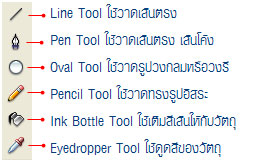 Line Tool ใช้วาดเส้นตรง
Pen Tool ใช้วาดเส้นตรง เส้นโค้ง
Oval Tool ใช้วาดรูปวงกลมหรือวงรี
Pencil Tool ใช้วาดทรงรูปอิสระ
Ink Bottle Tool ใช้เติมสีเส้นให้กับวัตถุ
Eyedropper Tool ใช้ดูดสีของวัตถุ